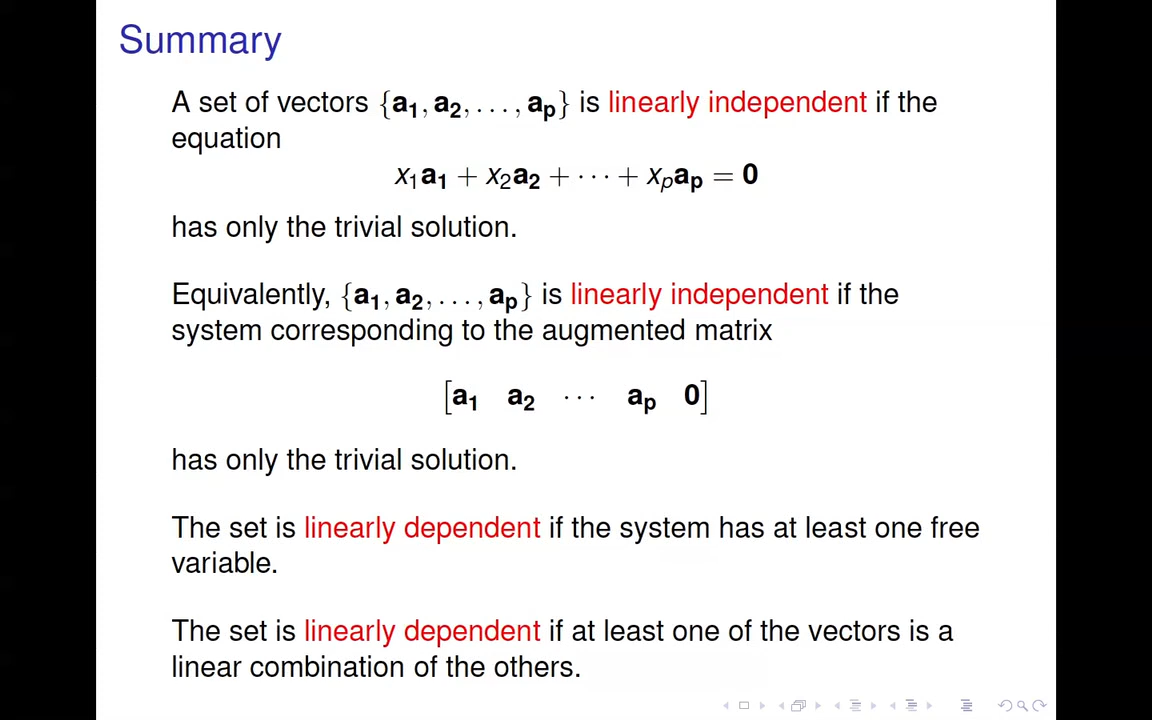 Summary
A set of vectors {a₁, a₂, . . . , aₚ} is linearly independent if the
equation
x₁a₁ + x₂a₂ + · · · + xₚaₚ = 0
has only the trivial solution.
Equivalently, {a₁, a₂, . . . , aₚ} is linearly independent if the
system corresponding to the augmented matrix
[a₁ a₂ · · · aₚ 0]
has only the trivial solution.
The set is linearly dependent if the system has at least one free
variable.
The set is linearly dependent if at least one of the vectors is a
linear combination of the others.